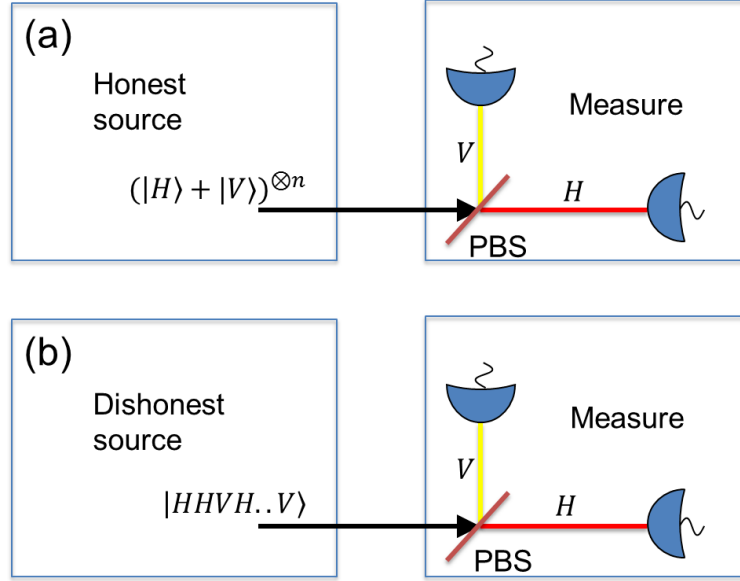 (a)
Honest
source
(|H⟩ + |V⟩)^⊗n
Measure
V
H
PBS
(b)
Dishonest
source
|HHVH..V⟩
Measure
V
H
PBS